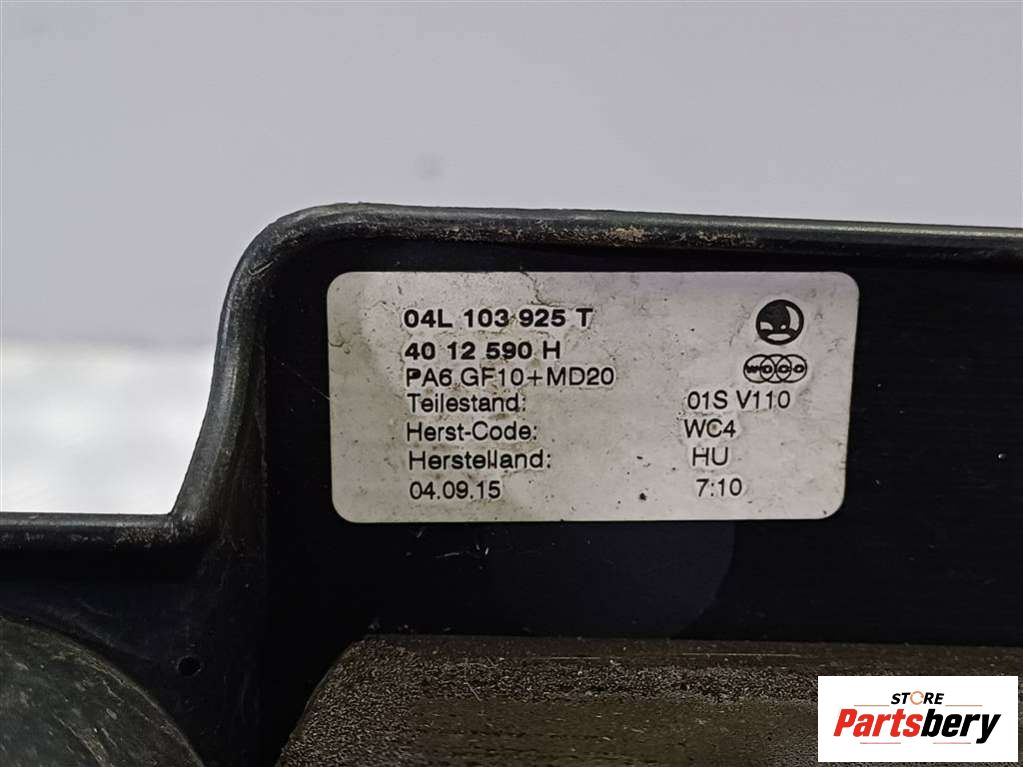 04L 103 925 T
40 12 590 H
WOCO
PA6 GF10+MD20
Teilestand: 01S V110
Herst-Code: WC4
Herstelland: HU
04.09.15 7:10
STORE
Partsbery